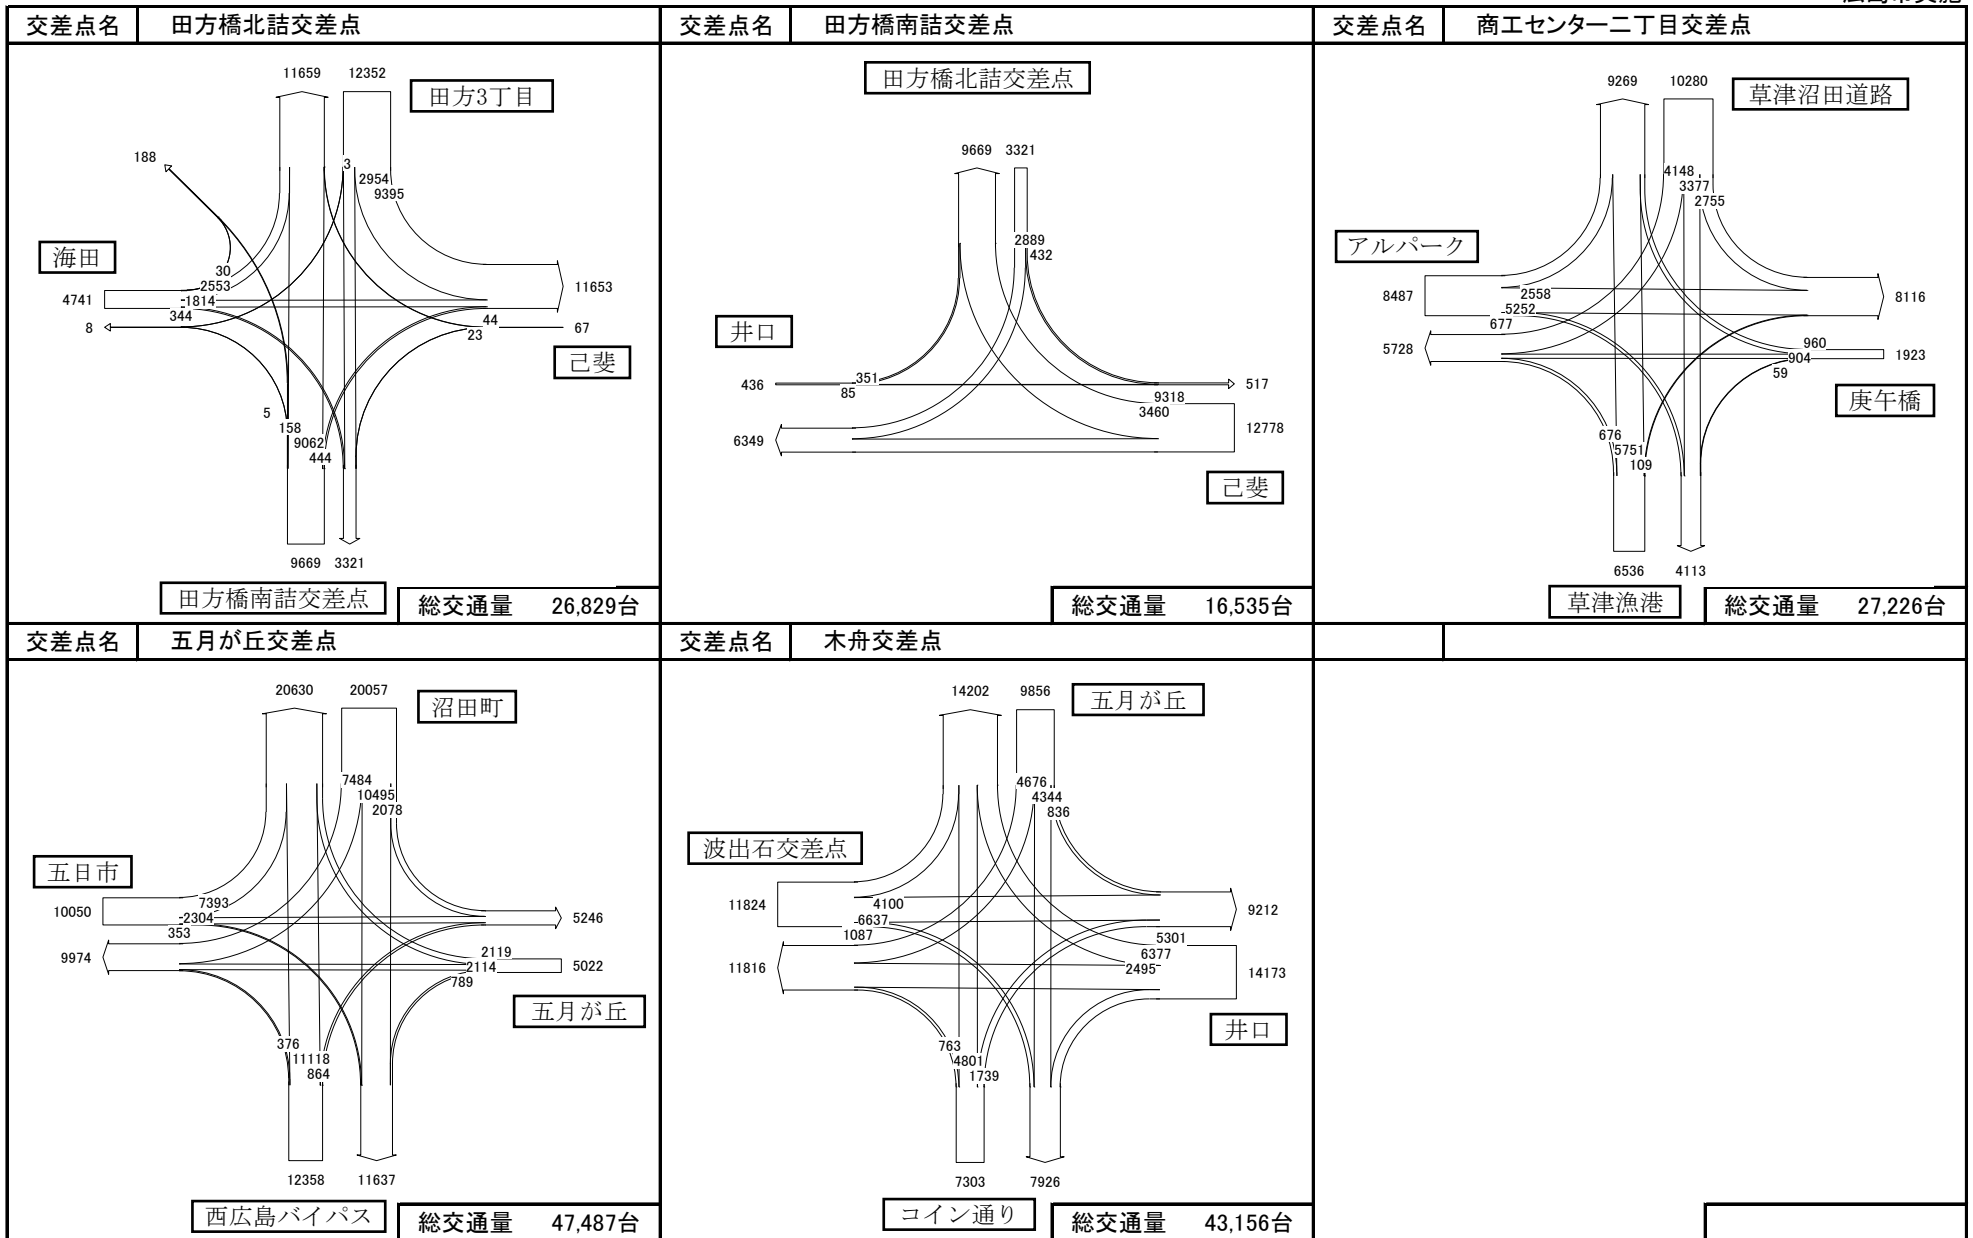 交差点名 田方橋北詰交差点
11659 12352
田方3丁目
188
3
2954
9395
海田
30
2553
1814
344
4741
8
11653
44
23
67
己斐
5
158
9062
444
9669 3321
田方橋南詰交差点
総交通量 26,829台
交差点名 田方橋南詰交差点
田方橋北詰交差点
9669 3321
2889
432
井口
436
351
85
517
9318
3460
12778
6349
己斐
総交通量 16,535台
交差点名 商工センター二丁目交差点
9269 10280
草津沼田道路
4148
3377
2755
アルパーク
8487
2558
5252
677
8116
5728
960
904
59
1923
庚午橋
676
5751
109
6536 4113
草津漁港
総交通量 27,226台
交差点名 五月が丘交差点
20630 20057
沼田町
7484
10495
2078
五日市
10050
7393
2304
353
5246
9974
2119
2114
789
5022
五月が丘
376
11118
864
12358 11637
西広島バイパス
総交通量 47,487台
交差点名 木舟交差点
14202 9856
五月が丘
4676
4344
836
波出石交差点
11824
4100
6637
1087
9212
11816
5301
6377
2495
14173
井口
763
4801
1739
7303 7926
コイン通り
総交通量 43,156台